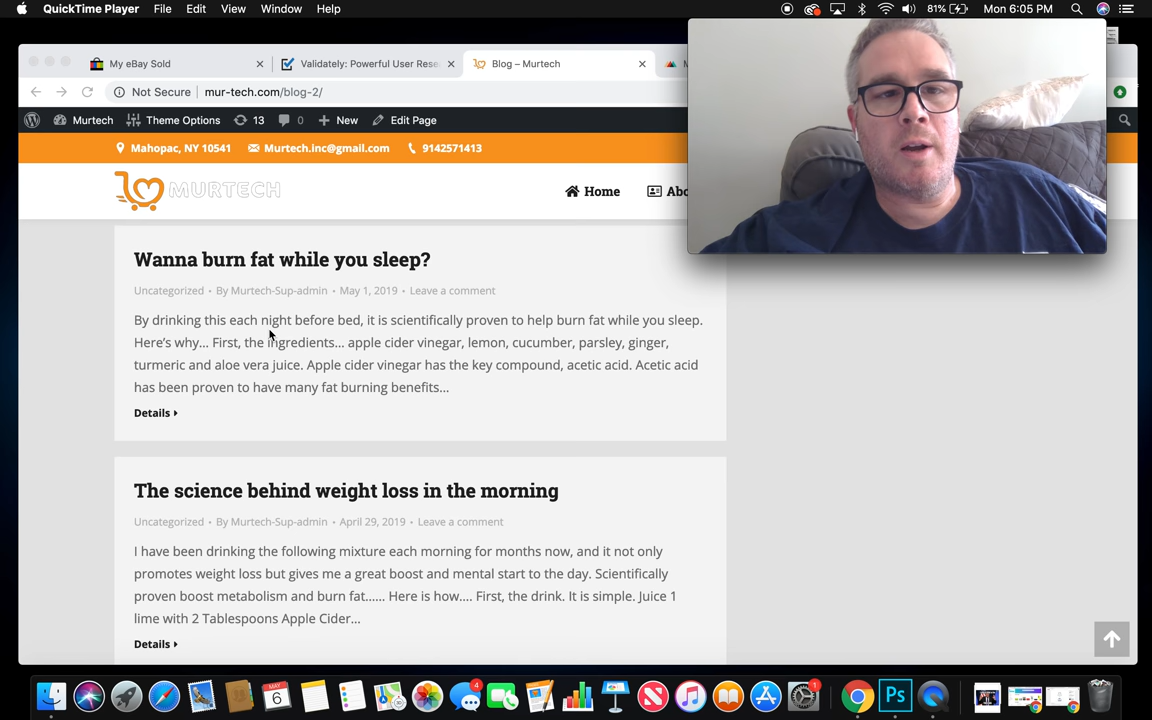 QuickTime Player File Edit View Window Help 81% Mon 6:05 PM
My eBay Sold Validately: Powerful User Rese Blog – Murtech M
Not Secure mur-tech.com/blog-2/
Murtech Theme Options 13 0 New Edit Page
Mahopac, NY 10541 Murtech.inc@gmail.com 9142571413
MURTECH Home Abo
Wanna burn fat while you sleep?
Uncategorized • By Murtech-Sup-admin • May 1, 2019 • Leave a comment
By drinking this each night before bed, it is scientifically proven to help burn fat while you sleep.
Here’s why… First, the ingredients… apple cider vinegar, lemon, cucumber, parsley, ginger,
turmeric and aloe vera juice. Apple cider vinegar has the key compound, acetic acid. Acetic acid
has been proven to have many fat burning benefits…
Details
The science behind weight loss in the morning
Uncategorized • By Murtech-Sup-admin • April 29, 2019 • Leave a comment
I have been drinking the following mixture each morning for months now, and it not only
promotes weight loss but gives me a great boost and mental start to the day. Scientifically
proven boost metabolism and burn fat...... Here is how.... First, the drink. It is simple. Juice 1
lime with 2 Tablespoons Apple Cider…
Details
MAY
6
4
1
Ps